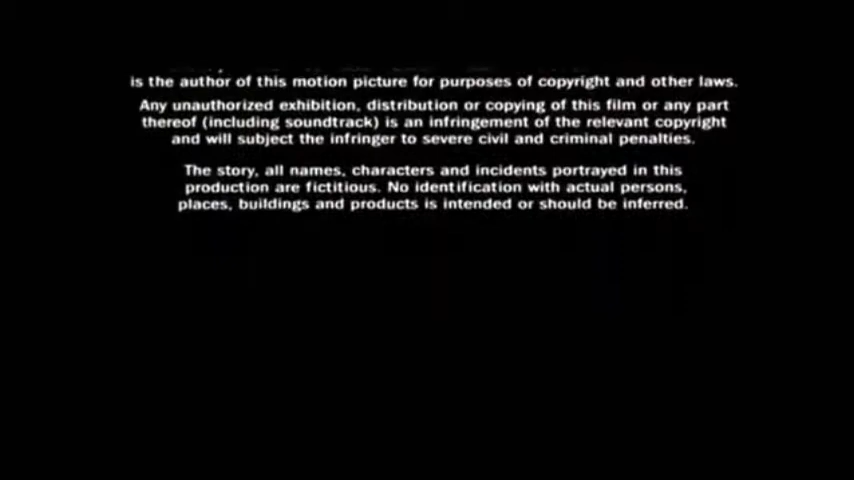 is the author of this motion picture for purposes of copyright and other laws.
Any unauthorized exhibition, distribution or copying of this film or any part
thereof (including soundtrack) is an infringement of the relevant copyright
and will subject the infringer to severe civil and criminal penalties.
The story, all names, characters and incidents portrayed in this
production are fictitious. No identification with actual persons,
places, buildings and products is intended or should be inferred.